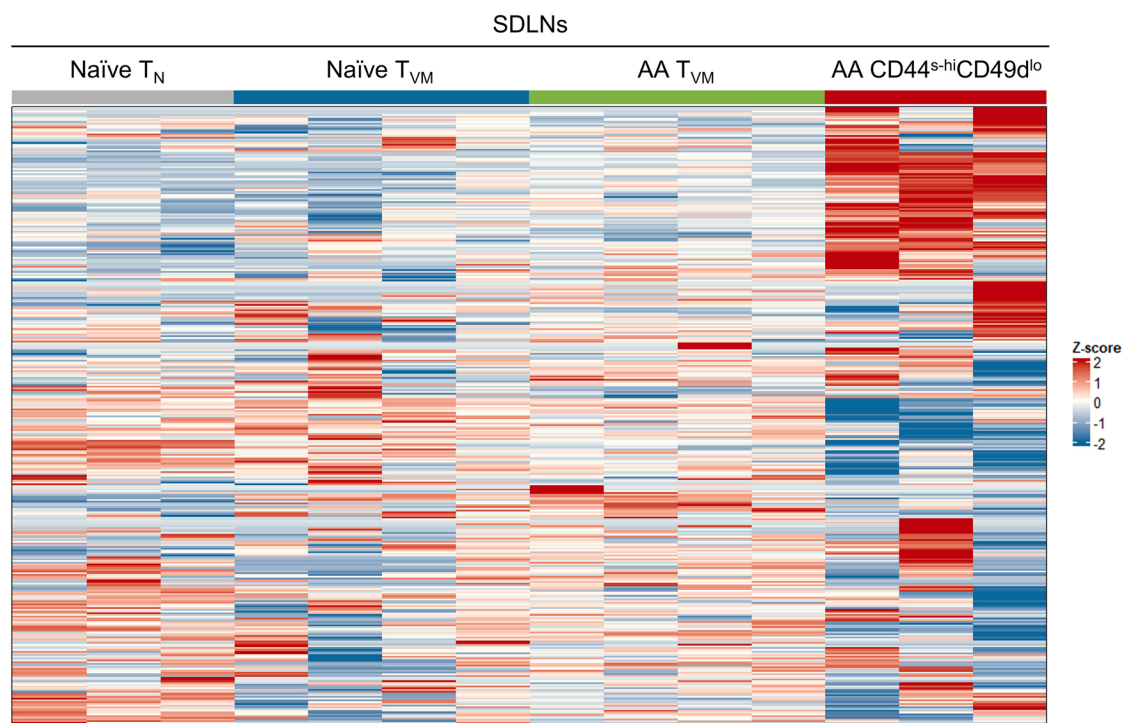 SDLNs
Naïve TN
Naïve TVM
AA TVM
AA CD44s-hiCD49dlo
Z-score
2
1
0
-1
-2